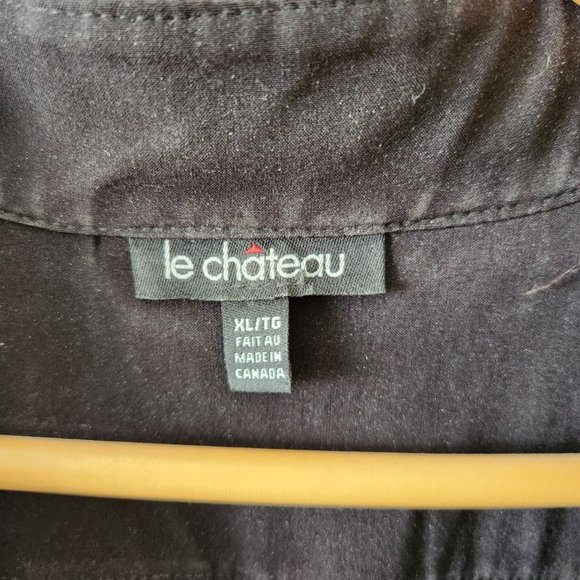 le château
XL/TG
FAIT AU
MADE IN
CANADA